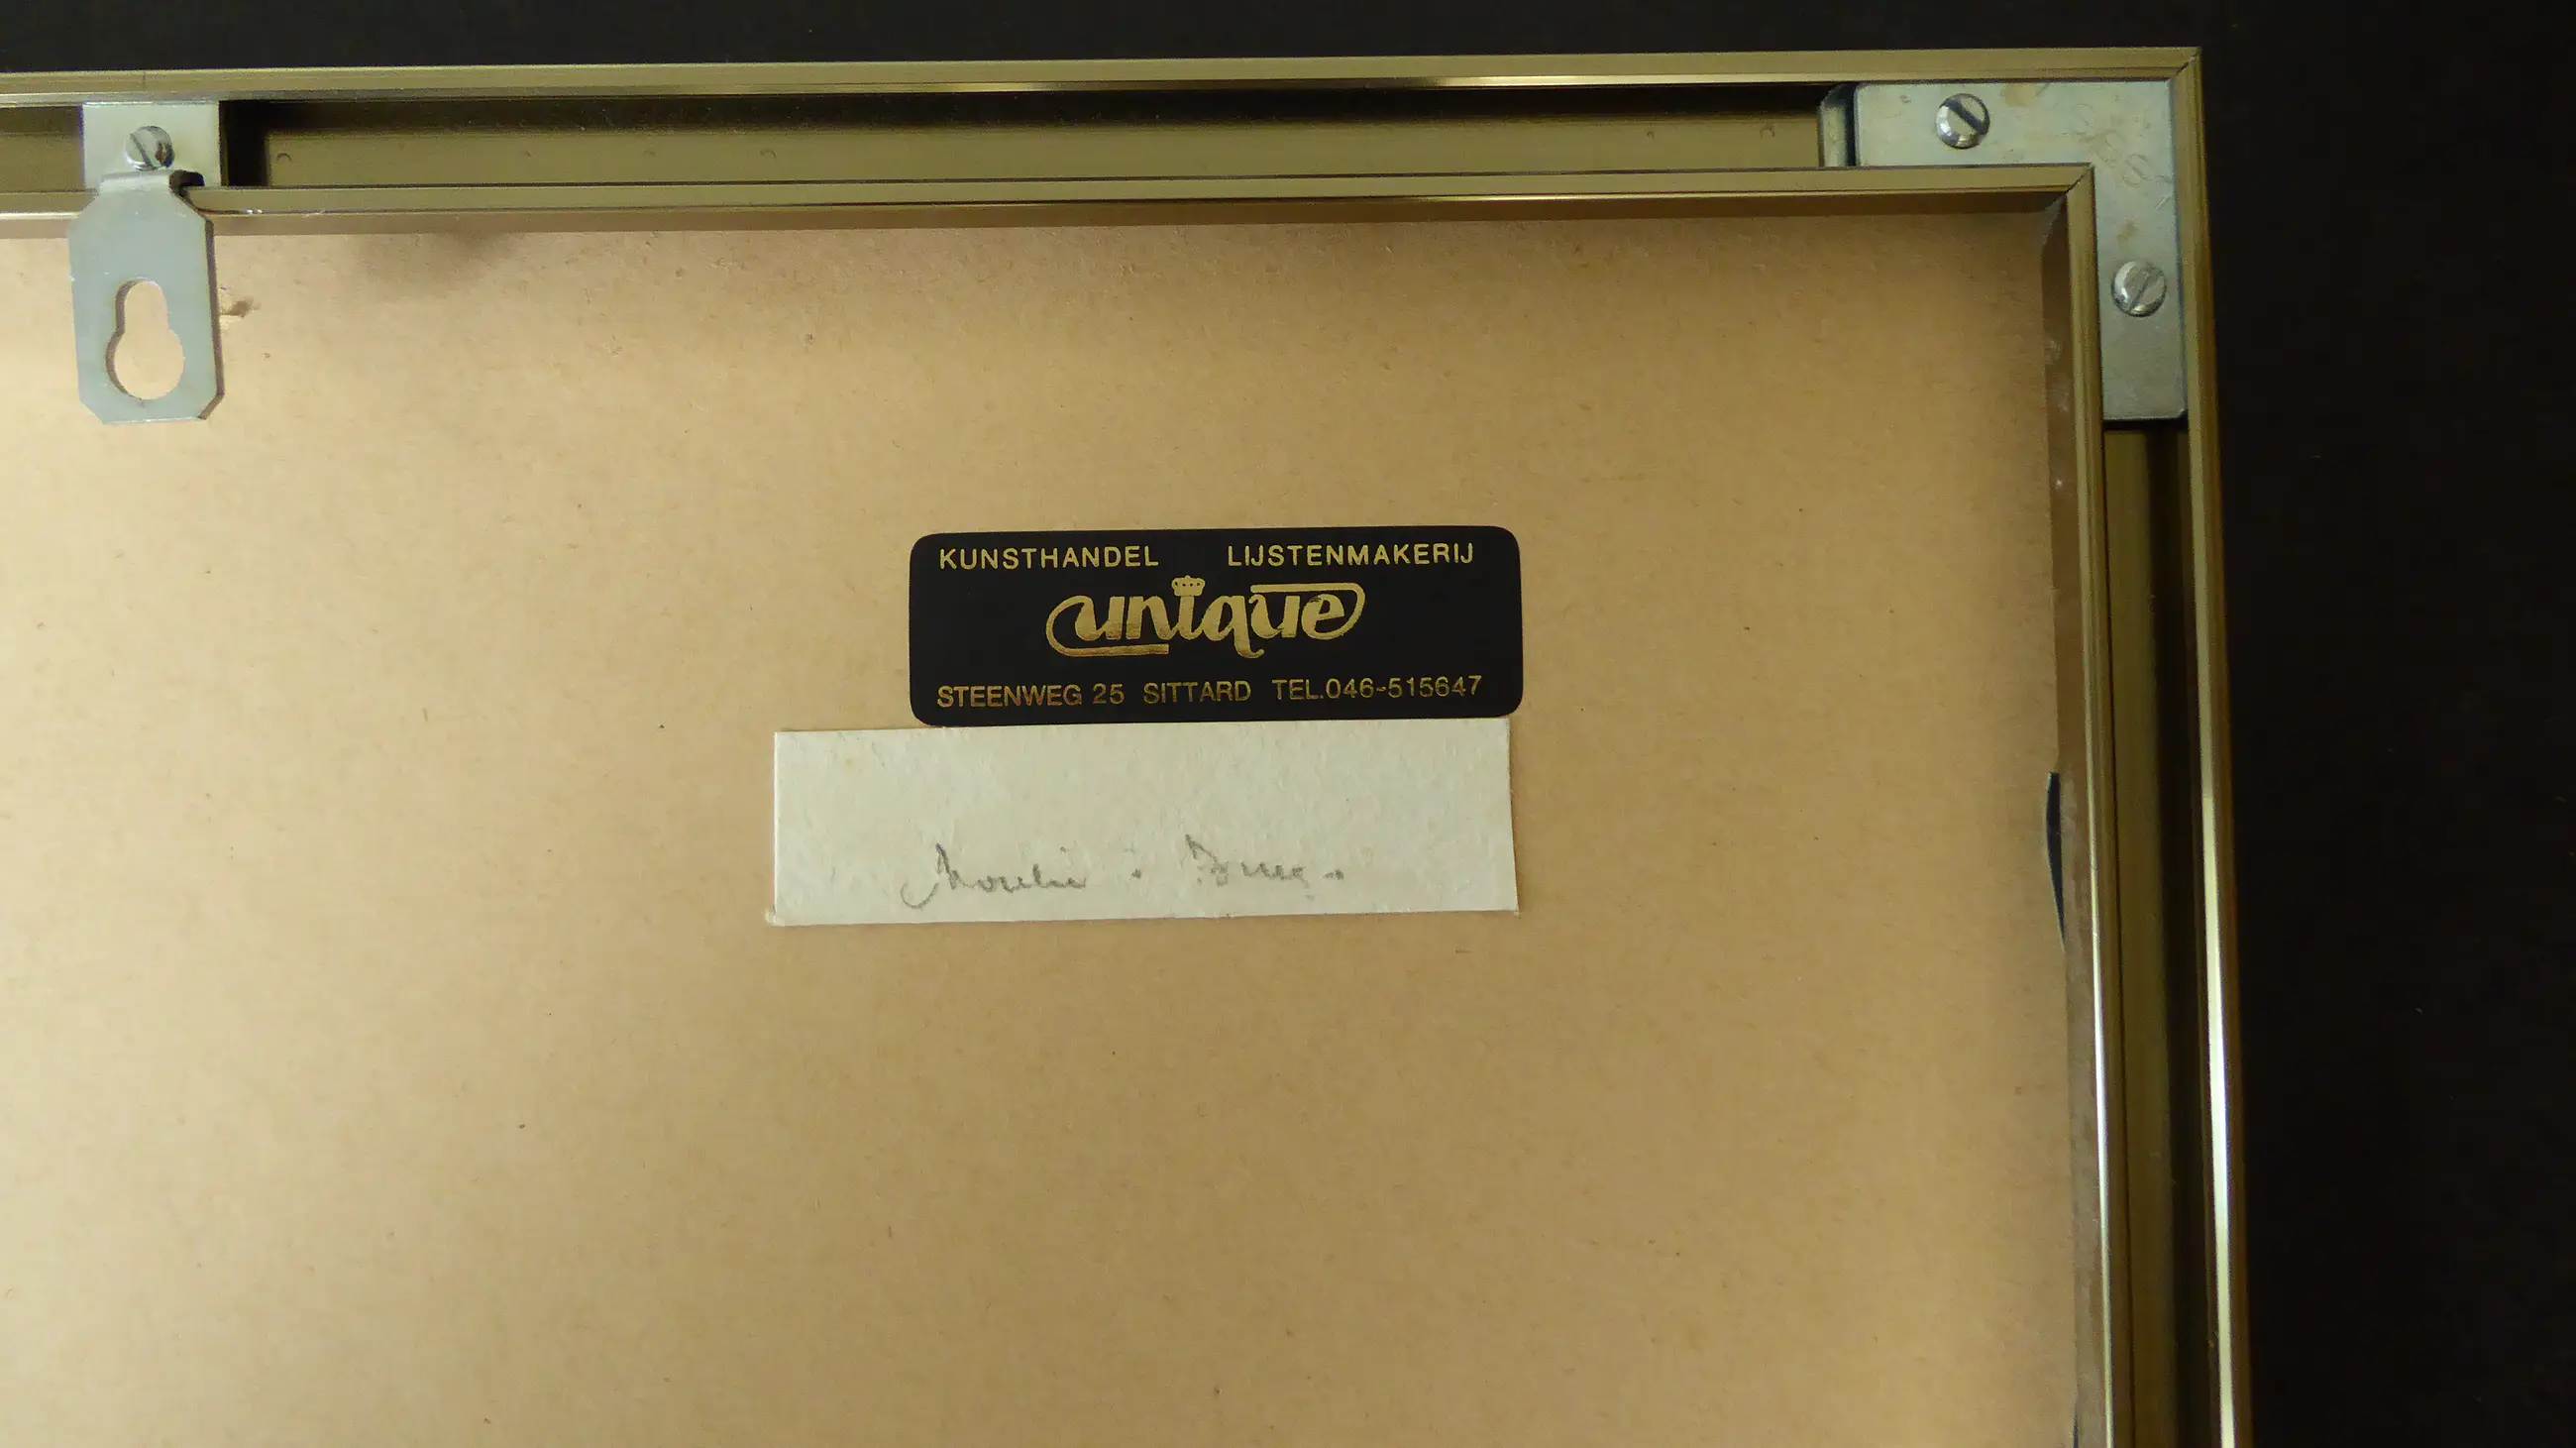 KUNSTHANDEL LIJSTENMAKERIJ
unique
STEENWEG 25 SITTARD TEL.046-515647